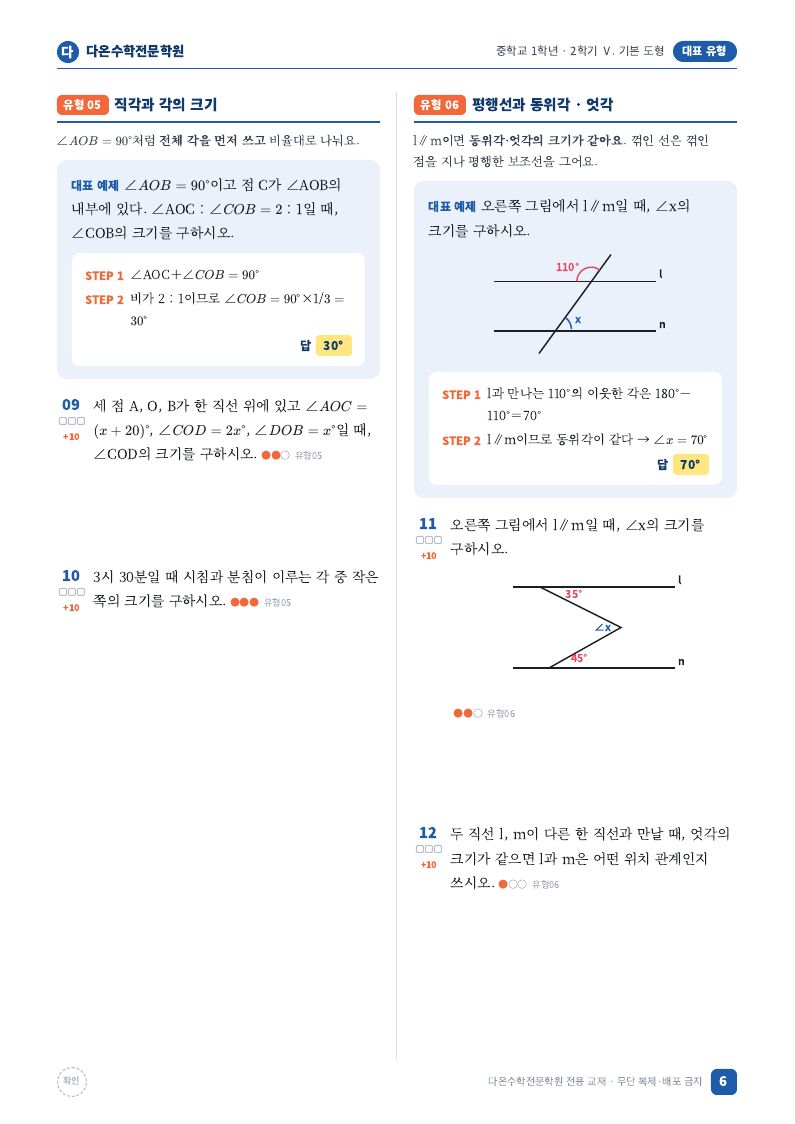 다 다온수학전문학원
중학교 1학년 · 2학기 Ⅴ. 기본 도형 대표 유형
유형 05 직각과 각의 크기
∠AOB = 90°처럼 전체 각을 먼저 쓰고 비율대로 나눠요.
대표 예제 ∠AOB = 90°이고 점 C가 ∠AOB의
내부에 있다. ∠AOC : ∠COB = 2 : 1일 때,
∠COB의 크기를 구하시오.
STEP 1 ∠AOC+∠COB = 90°
STEP 2 비가 2 : 1이므로 ∠COB = 90°×1/3 =
30°
답 30°
09 세 점 A, O, B가 한 직선 위에 있고 ∠AOC =
(x + 20)°, ∠COD = 2x°, ∠DOB = x°일 때,
+10
∠COD의 크기를 구하시오. ●●○ 유형05
10 3시 30분일 때 시침과 분침이 이루는 각 중 작은
쪽의 크기를 구하시오. ●●● 유형05
+10
유형 06 평행선과 동위각 · 엇각
l∥m이면 동위각·엇각의 크기가 같아요. 꺾인 선은 꺾인
점을 지나 평행한 보조선을 그어요.
대표 예제 오른쪽 그림에서 l∥m일 때, ∠x의
크기를 구하시오.
110°
l
x
n
STEP 1 l과 만나는 110°의 이웃한 각은 180°−
110°=70°
STEP 2 l∥m이므로 동위각이 같다 → ∠x = 70°
답 70°
11 오른쪽 그림에서 l∥m일 때, ∠x의 크기를
구하시오.
+10
l
35°
∠x
45°
n
●●○ 유형06
12 두 직선 l, m이 다른 한 직선과 만날 때, 엇각의
크기가 같으면 l과 m은 어떤 위치 관계인지
+10
쓰시오. ●○○ 유형06
확인
다온수학전문학원 전용 교재 · 무단 복제·배포 금지 6